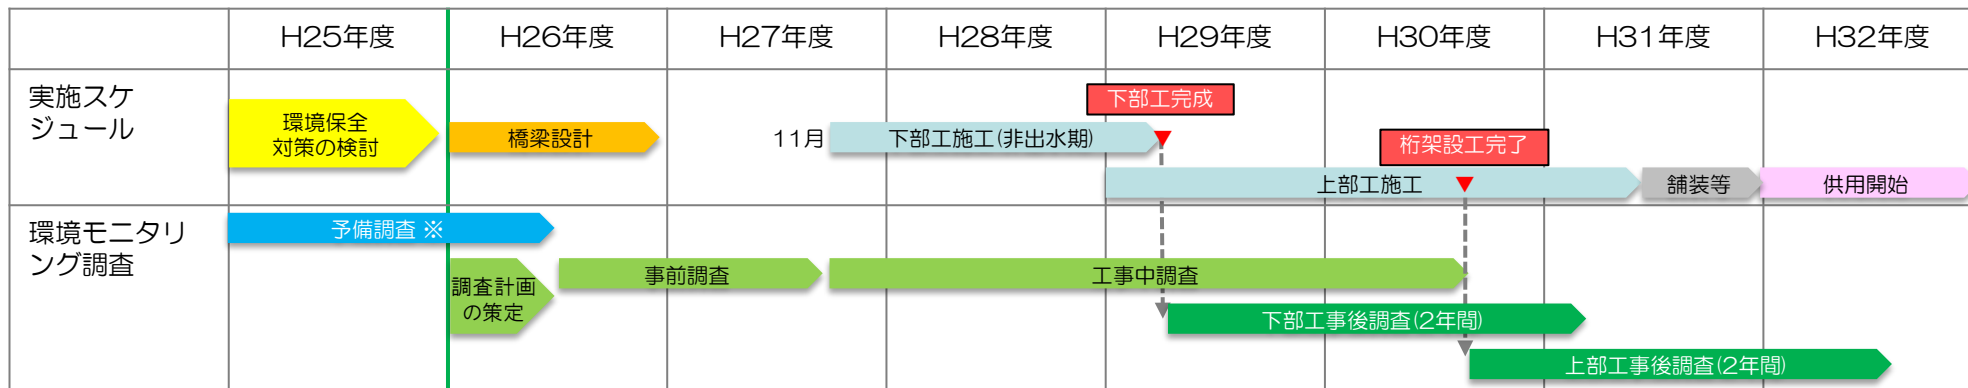 H25年度
H26年度
H27年度
H28年度
H29年度
H30年度
H31年度
H32年度
実施スケ
ジュール
環境保全
対策の検討
橋梁設計
11月
下部工施工(非出水期)
下部工完成
桁架設工完了
上部工施工
舗装等
供用開始
環境モニタリ
ング調査
予備調査 ※
調査計画
の策定
事前調査
工事中調査
下部工事後調査(2年間)
上部工事後調査(2年間)